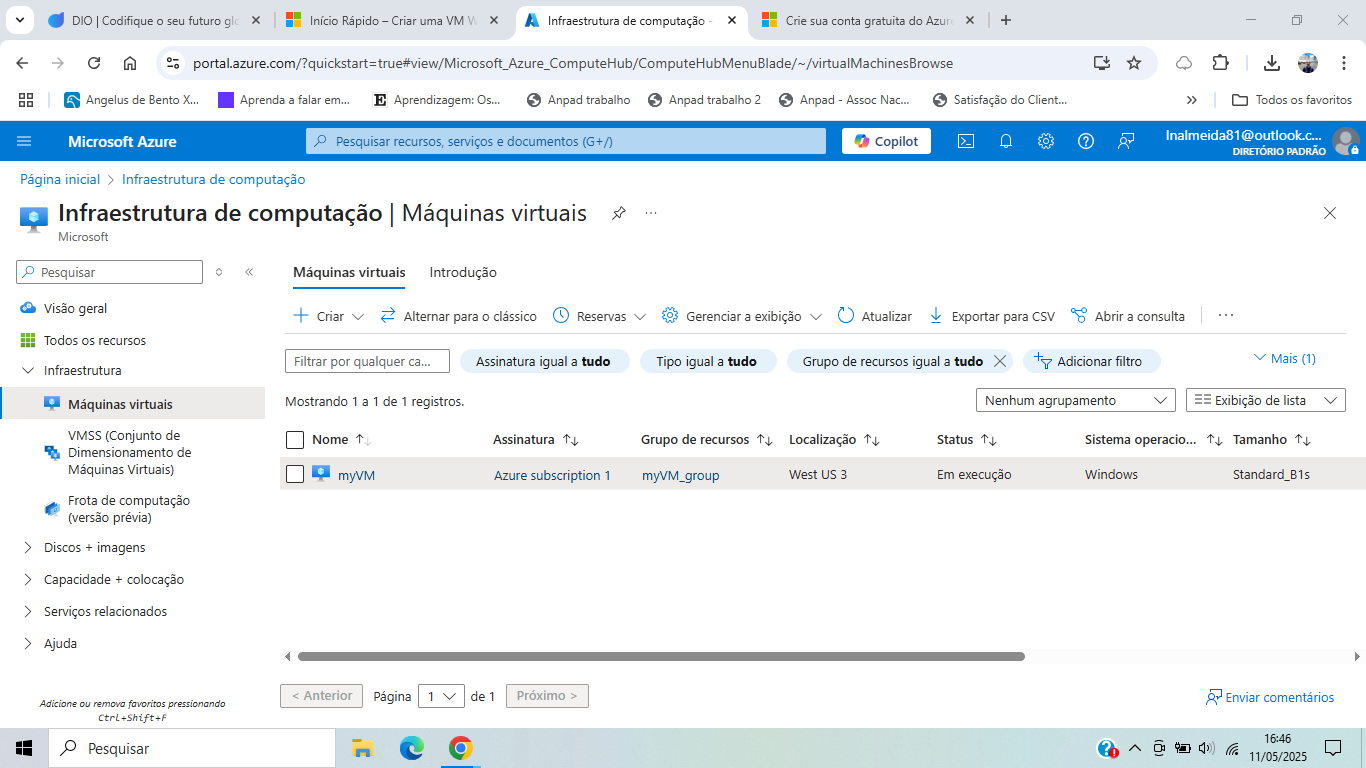 DIO | Codifique o seu futuro glo
Início Rápido – Criar uma VM W
Infraestrutura de computação -
Crie sua conta gratuita do Azure
portal.azure.com/?quickstart=true#view/Microsoft_Azure_ComputeHub/ComputeHubMenuBlade/~/virtualMachinesBrowse
Angelus de Bento X... Aprenda a falar em... Aprendizagem: Os... Anpad trabalho Anpad trabalho 2 Anpad - Assoc Nac... Satisfação do Client... » Todos os favoritos
Microsoft Azure
Pesquisar recursos, serviços e documentos (G+/)
Copilot
lnalmeida81@outlook.c...
DIRETÓRIO PADRÃO
Página inicial > Infraestrutura de computação
Infraestrutura de computação | Máquinas virtuais ...
Microsoft
Pesquisar
Visão geral
Todos os recursos
Infraestrutura
Máquinas virtuais
VMSS (Conjunto de
Dimensionamento de
Máquinas Virtuais)
Frota de computação
(versão prévia)
Discos + imagens
Capacidade + colocação
Serviços relacionados
Ajuda
Adicione ou remova favoritos pressionando
Ctrl+Shift+F
Máquinas virtuais Introdução
Criar Alternar para o clássico Reservas Gerenciar a exibição Atualizar Exportar para CSV Abrir a consulta ...
Filtrar por qualquer ca... Assinatura igual a tudo Tipo igual a tudo Grupo de recursos igual a tudo Adicionar filtro Mais (1)
Mostrando 1 a 1 de 1 registros.
Nenhum agrupamento Exibição de lista
Nome Assinatura Grupo de recursos Localização Status Sistema operacio... Tamanho
myVM Azure subscription 1 myVM_group West US 3 Em execução Windows Standard_B1s
< Anterior Página 1 de 1 Próximo >
Enviar comentários
Pesquisar
16:46
11/05/2025